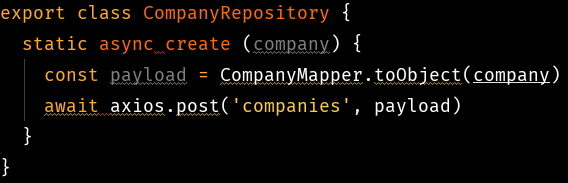 export class CompanyRepository {
  static async create (company) {
    const payload = CompanyMapper.toObject(company)
    await axios.post('companies', payload)
  }
}